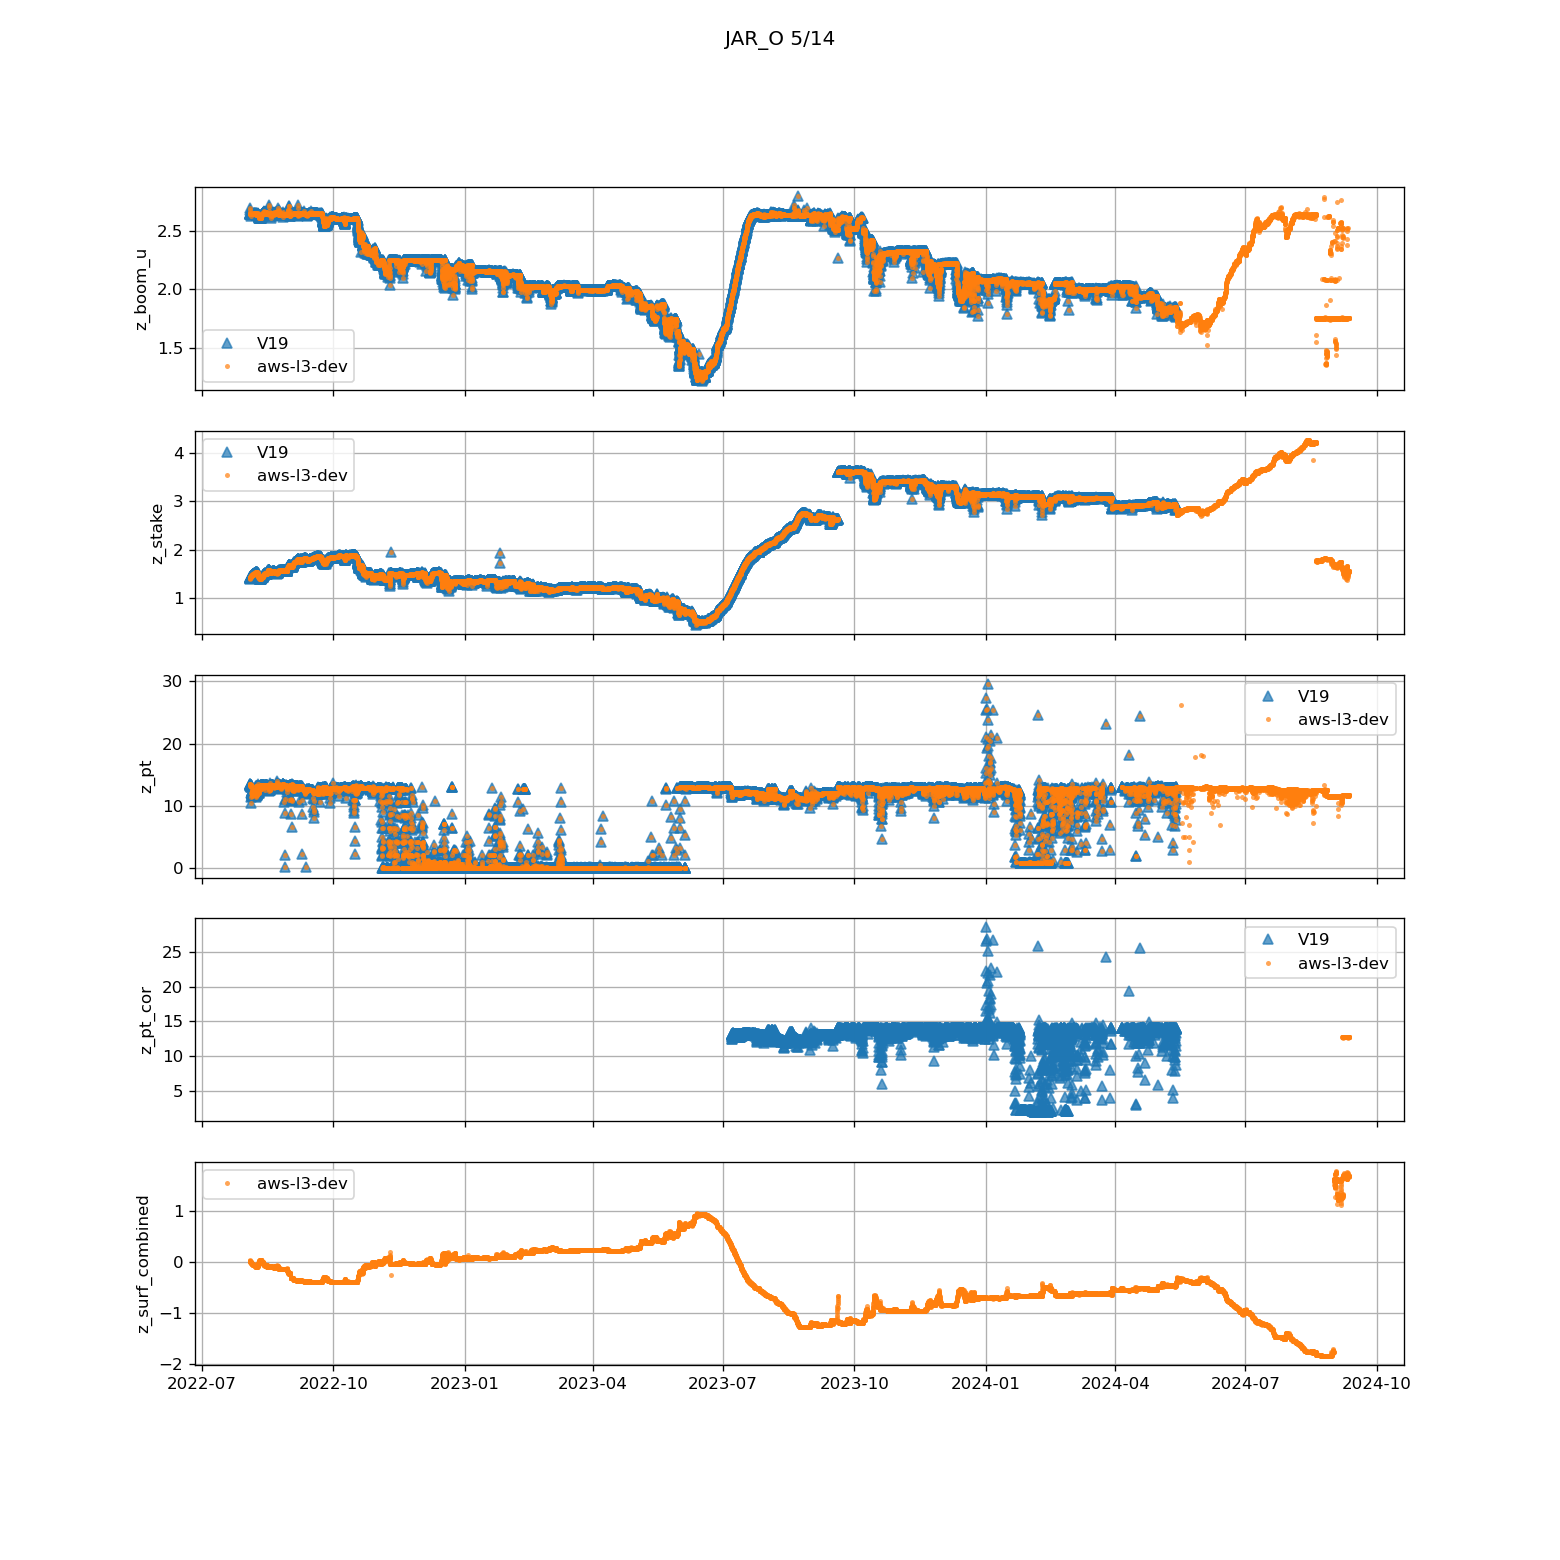 JAR_O 5/14
z_boom_u
2.5
2.0
1.5
V19
aws-l3-dev
z_stake
4
3
2
1
V19
aws-l3-dev
z_pt
30
20
10
0
V19
aws-l3-dev
z_pt_cor
25
20
15
10
5
V19
aws-l3-dev
z_surf_combined
1
0
−1
−2
aws-l3-dev
2022-07 2022-10 2023-01 2023-04 2023-07 2023-10 2024-01 2024-04 2024-07 2024-10